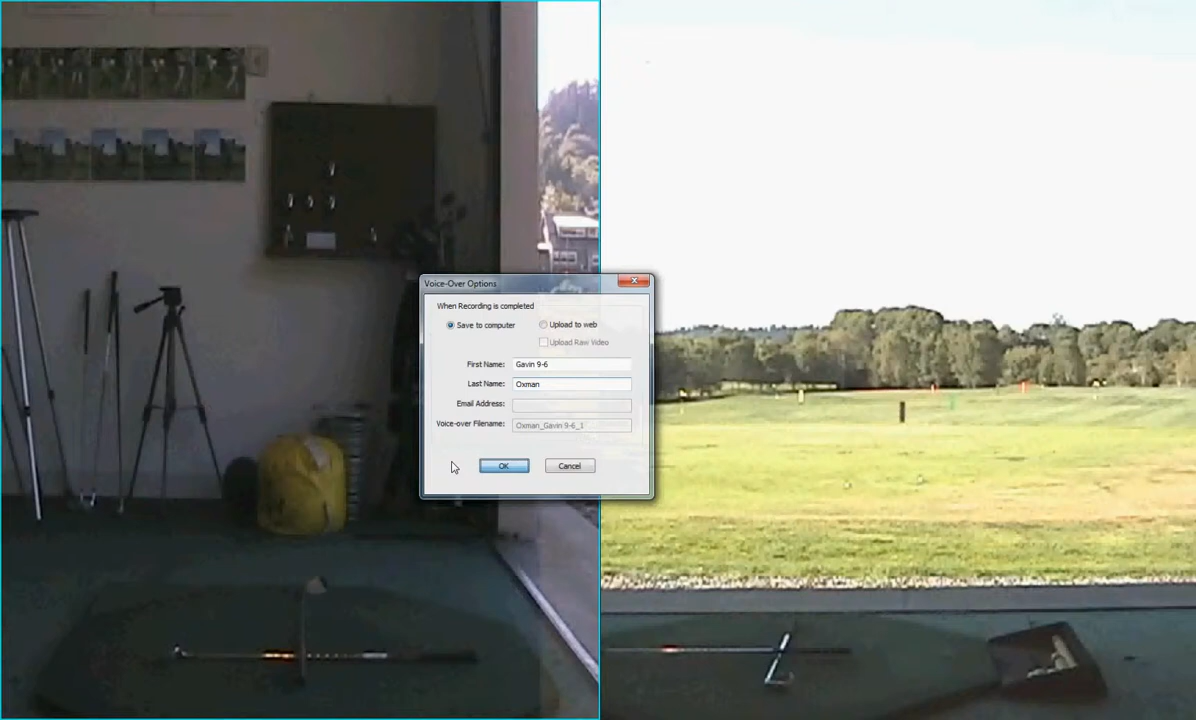 Voice-Over Options
When Recording is completed
Save to computer
Upload to web
Upload Raw Video
First Name: Gavin 9-6
Last Name: Oxman
Email Address:
Voice-over Filename: Oxman_Gavin 9-6_1
OK
Cancel